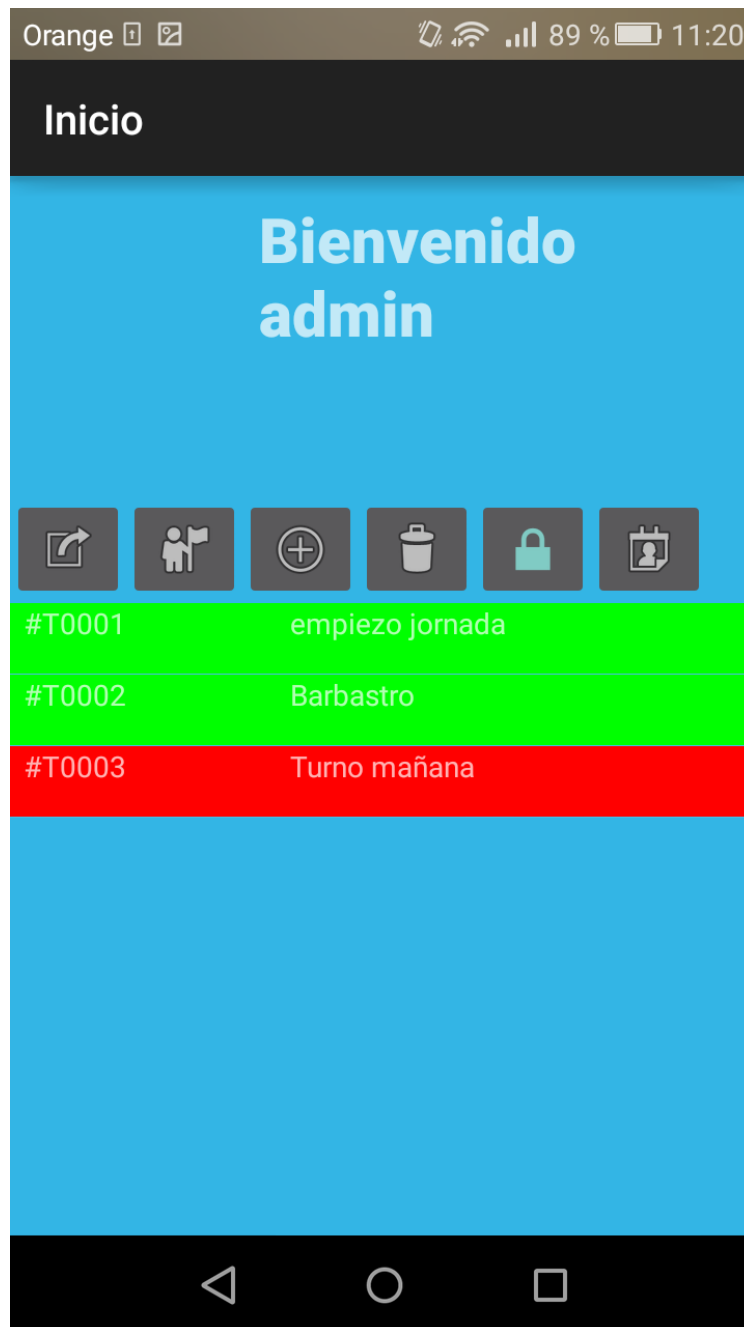 Orange 89 % 11:20
Inicio
Bienvenido
admin
#T0001 empiezo jornada
#T0002 Barbastro
#T0003 Turno mañana